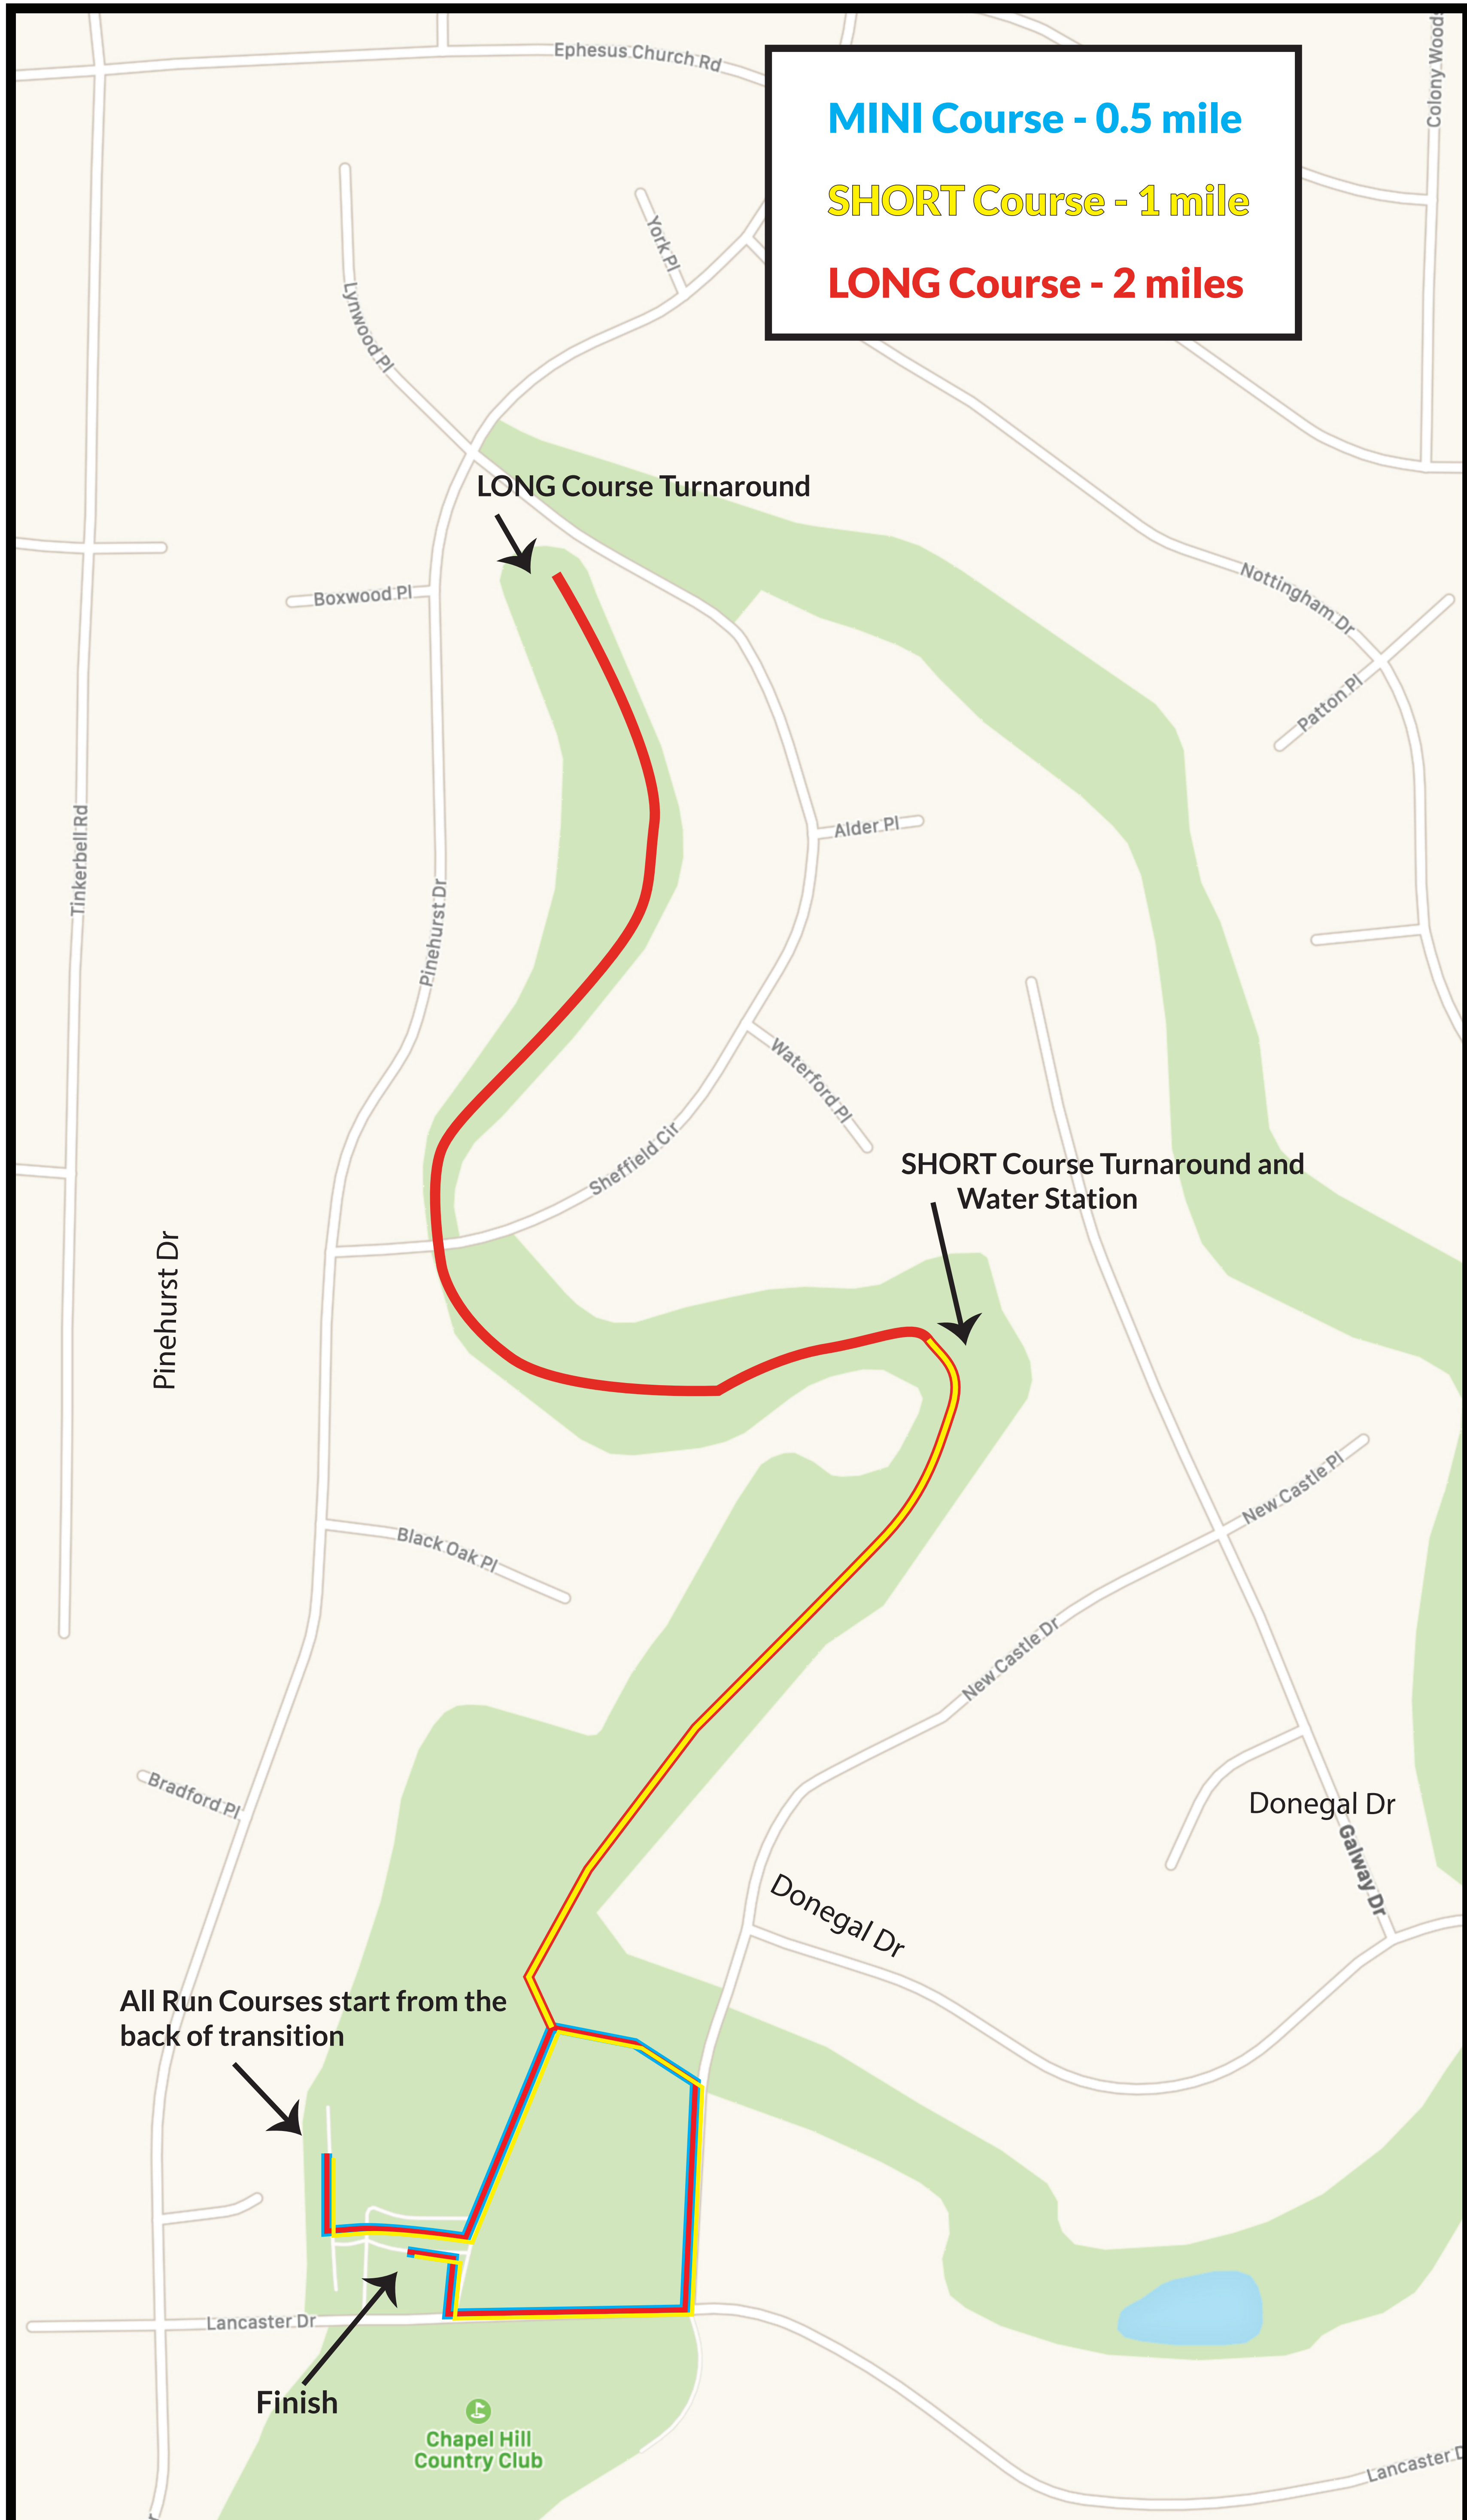 Ephesus Church Rd
Colony Woods
MINI Course - 0.5 mile
SHORT Course - 1 mile
LONG Course - 2 miles
York Pl
Lynwood Pl
LONG Course Turnaround
Boxwood Pl
Nottingham Dr
Patton Pl
Tinkerbell Rd
Alder Pl
Pinehurst Dr
Waterford Pl
Sheffield Cir
SHORT Course Turnaround and
Water Station
Pinehurst Dr
New Castle Pl
Black Oak Pl
New Castle Dr
Bradford Pl
Donegal Dr
Galway Dr
Donegal Dr
All Run Courses start from the
back of transition
Lancaster Dr
Finish
Chapel Hill
Country Club
Lancaster D